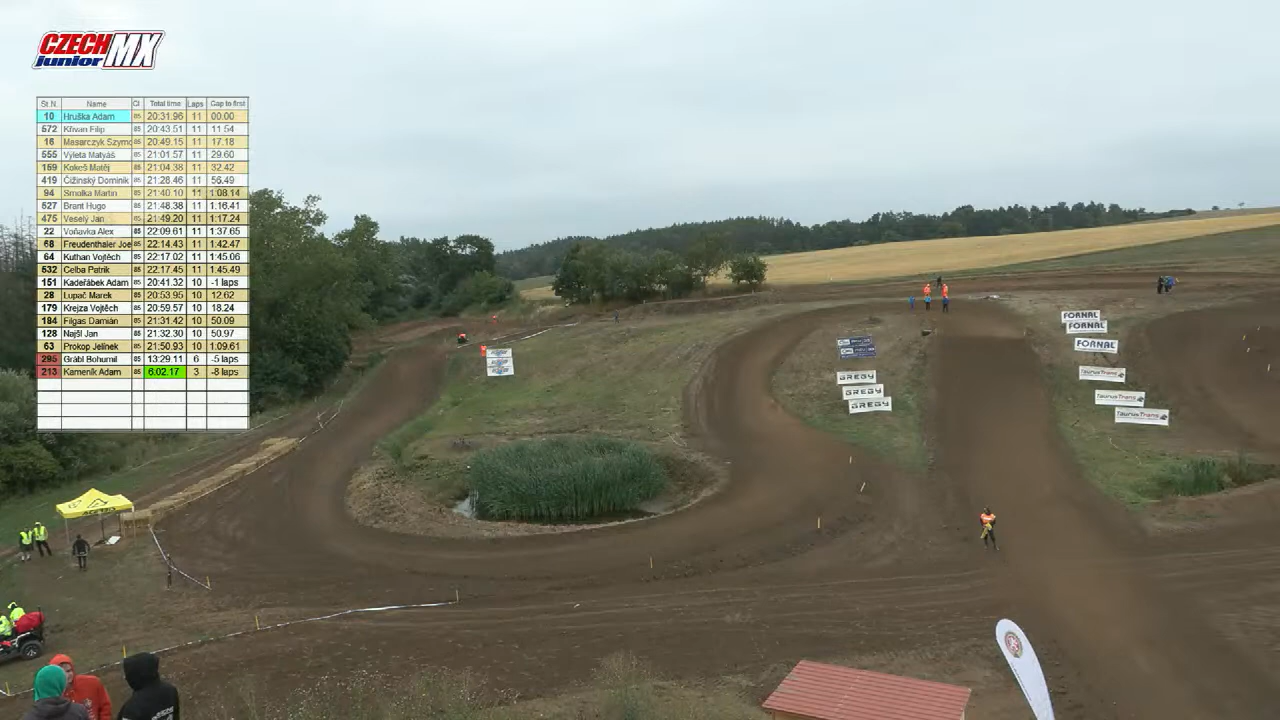 CZECH MX
junior
St.N. Name Cl Total time Laps Gap to first
10 Hruška Adam 85 20:31.96 11 00.00
572 Křivan Filip 85 20:43.51 11 11.54
16 Masarczyk Szymo 85 20:49.15 11 17.18
555 Výleta Matyáš 85 21:01.57 11 29.60
159 Kokeš Matěj 85 21:04.38 11 32.42
419 Čížinský Dominik 85 21:28.46 11 56.49
94 Smolka Martin 85 21:40.10 11 1:08.14
527 Brant Hugo 85 21:48.38 11 1:16.41
475 Veselý Jan 85 21:49.20 11 1:17.24
22 Voňavka Alex 85 22:09.61 11 1:37.65
68 Freudenthaler Joe 85 22:14.43 11 1:42.47
64 Kuthan Vojtěch 85 22:17.02 11 1:45.06
532 Celba Patrik 85 22:17.45 11 1:45.49
151 Kadeřábek Adam 85 20:41.32 10 -1 laps
28 Lupač Marek 85 20:53.95 10 12.62
179 Krejza Vojtěch 85 20:59.57 10 18.24
184 Filgas Damián 85 21:31.42 10 50.09
128 Najšl Jan 85 21:32.30 10 50.97
63 Prokop Jelínek 85 21:50.93 10 1:09.61
295 Grábl Bohumil 85 13:29.11 6 -5 laps
213 Kameník Adam 85 6:02.17 3 -8 laps
FORNAL
FORNAL
FORNAL
TaurusTrans
TaurusTrans
TaurusTrans
GREBY
GREBY
GREBY